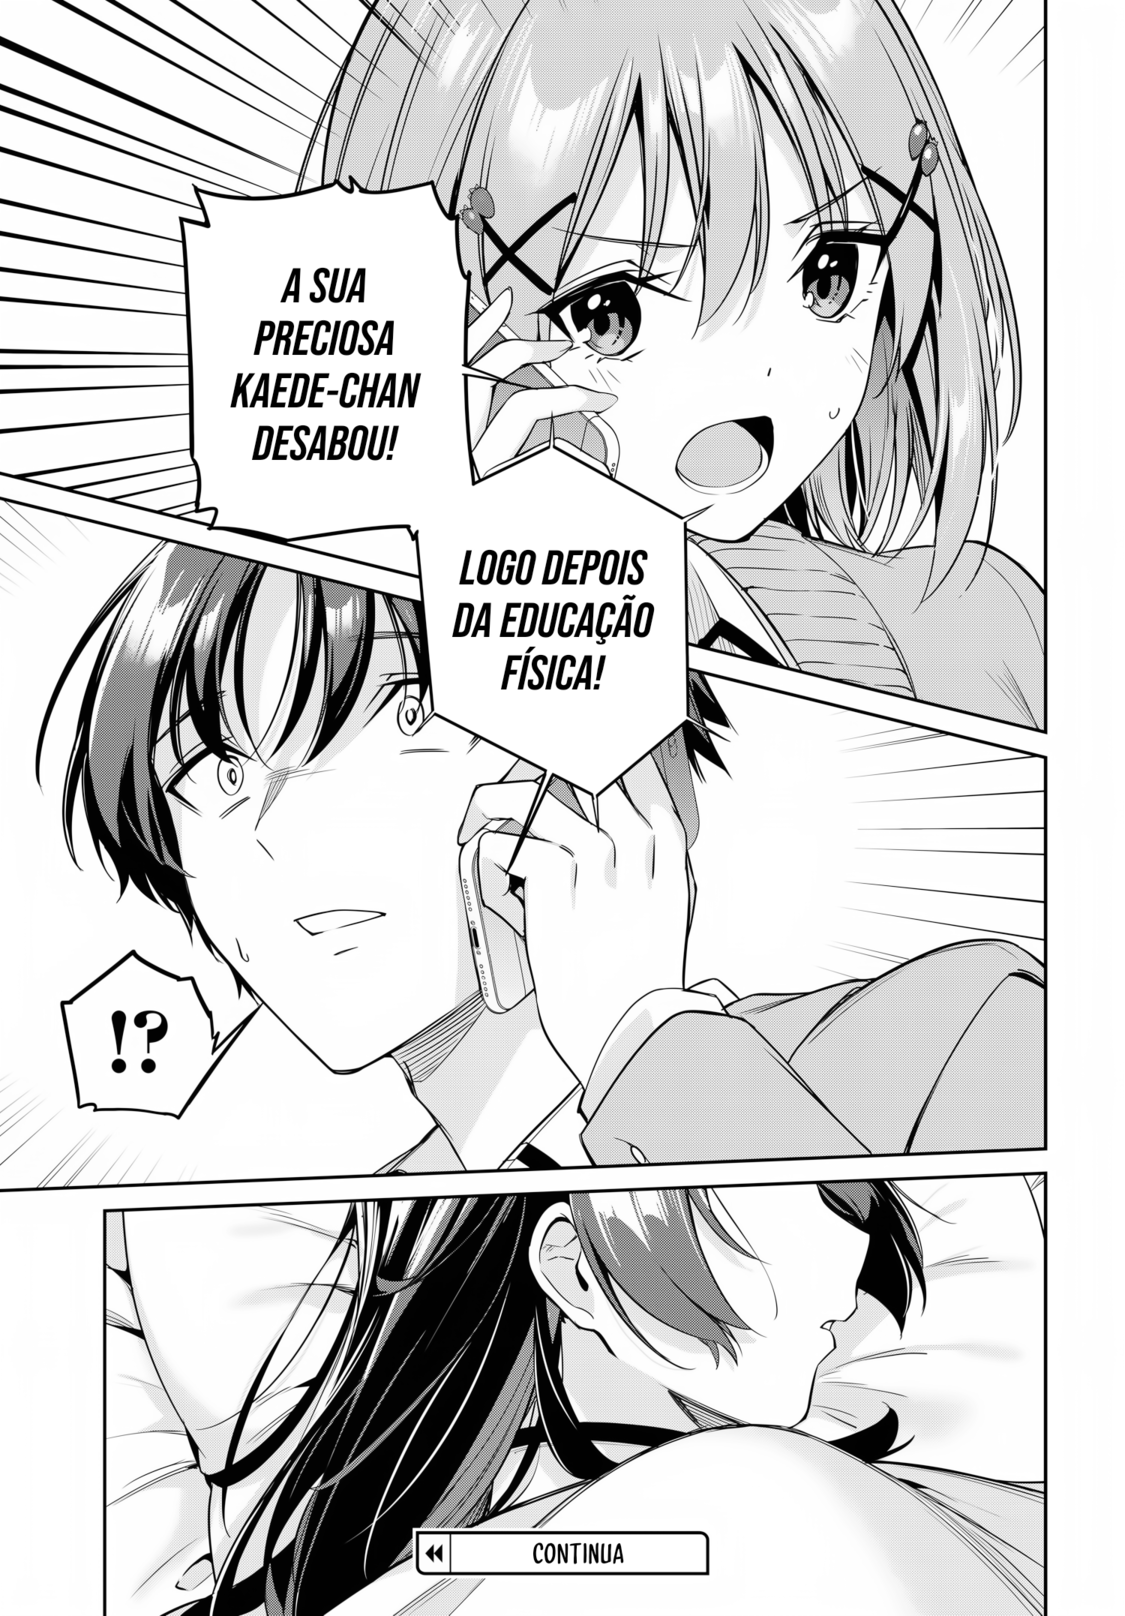 A SUA
PRECIOSA
KAEDE-CHAN
DESABOU!
LOGO DEPOIS
DA EDUCAÇÃO
FÍSICA!
!?
CONTINUA